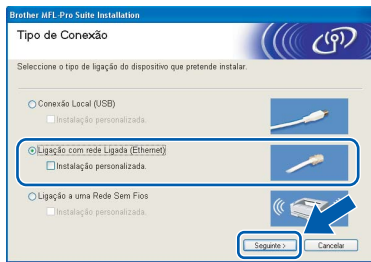 Brother MFL-Pro Suite Installation
Tipo de Conexão
Seleccione o tipo de ligação do dispositivo que pretende instalar.
Conexão Local (USB)
Instalação personalizada.
Ligação com rede Ligada (Ethernet)
Instalação personalizada.
Ligação a uma Rede Sem Fios
Instalação personalizada.
Seguinte > Cancelar